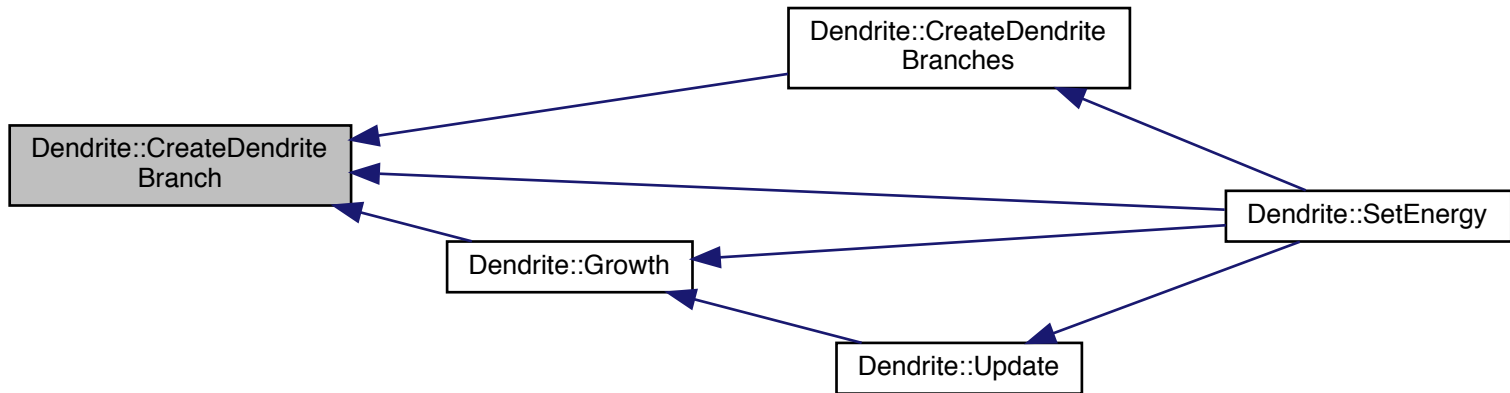 Dendrite::CreateDendrite
Branches
Dendrite::CreateDendrite
Branch
Dendrite::SetEnergy
Dendrite::Growth
Dendrite::Update